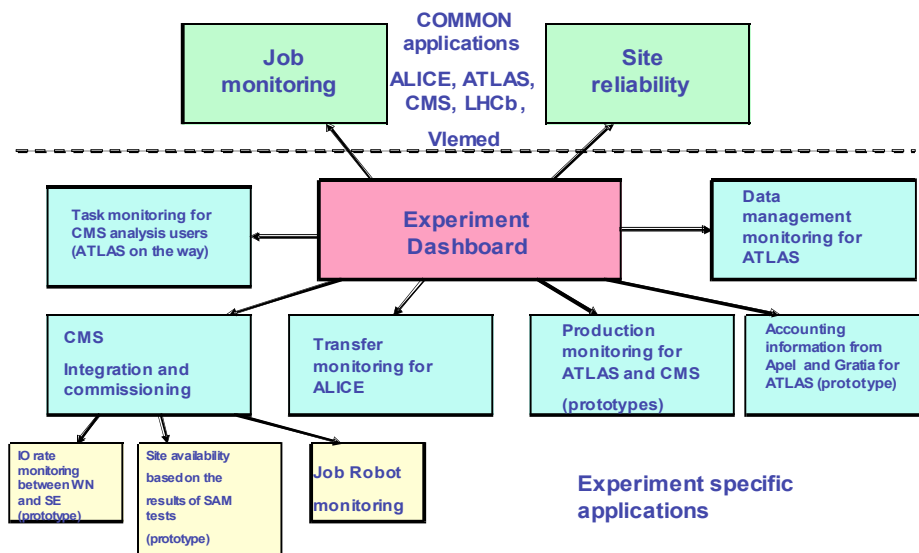 COMMON
applications
ALICE, ATLAS,
CMS, LHCb ,
Vlemed
Job
monitoring
Site
reliability
Task monitoring for
CMS analysis users
(ATLAS on the way)
Experiment
Dashboard
Data
management
monitoring for
ATLAS
CMS
Integration and
commissioning
Transfer
monitoring for
ALICE
Production
monitoring for
ATLAS and CMS
(prototypes)
Accounting
information from
Apel and Gratia for
ATLAS (prototype)
IO rate
monitoring
between WN
and SE
(prototype)
Site availability
based on the
results of SAM
tests
(prototype)
Job Robot
monitoring
Experiment specific
applications